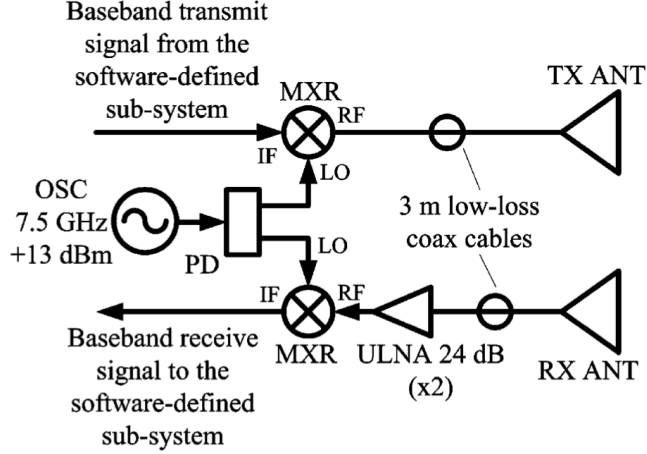 Baseband transmit
signal from the
software-defined
sub-system
MXR
RF
IF
LO
TX ANT
OSC
7.5 GHz
+13 dBm
PD
3 m low-loss
coax cables
LO
IF
RF
MXR
ULNA 24 dB
(x2)
RX ANT
Baseband receive
signal to the
software-defined
sub-system